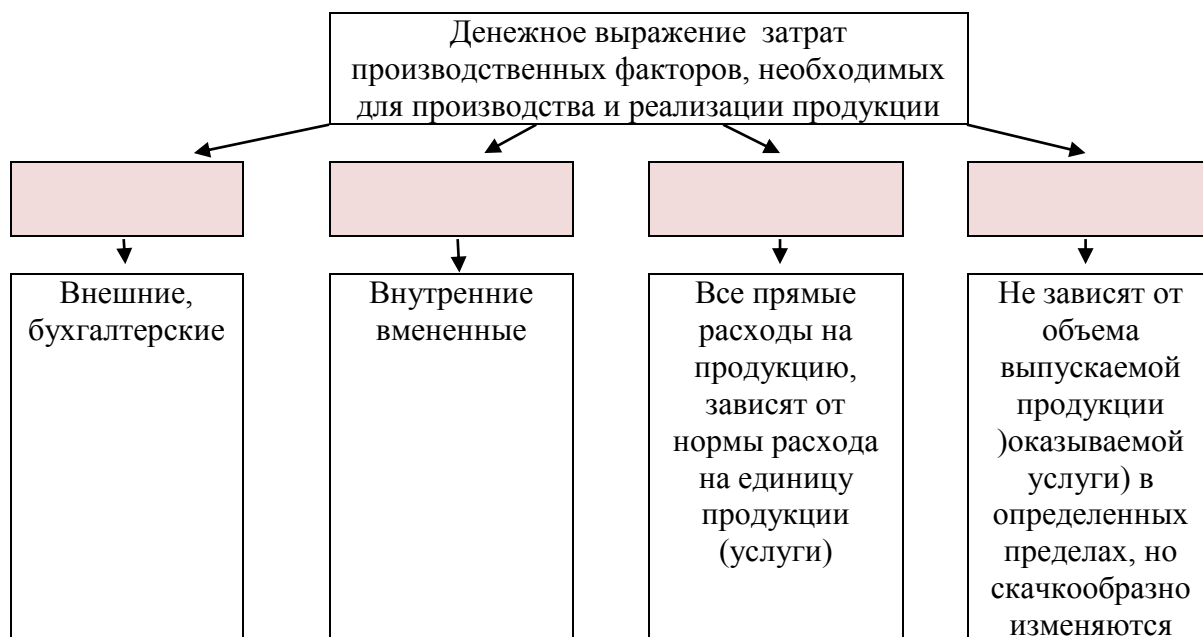 Денежное выражение затрат
производственных факторов, необходимых
для производства и реализации продукции
Внешние,
бухгалтерские
Внутренние
вмененные
Все прямые
расходы на
продукцию,
зависят от
нормы расхода
на единицу
продукции
(услуги)
Не зависят от
объема
выпускаемой
продукции
)оказываемой
услуги) в
определенных
пределах, но
скачкообразно
изменяются